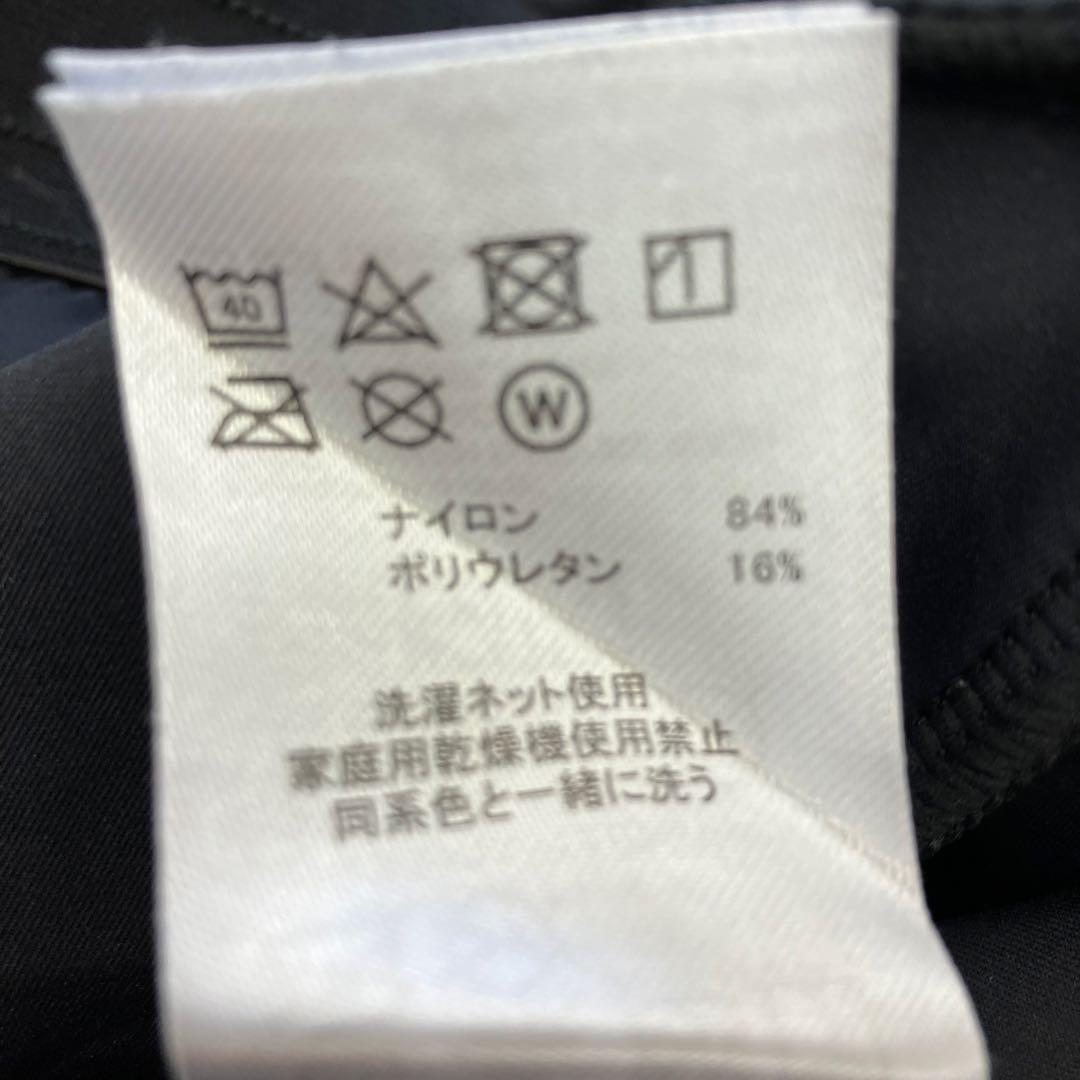 40
W
ナイロン 84%
ポリウレタン 16%
洗濯ネット使用
家庭用乾燥機使用禁止
同系色と一緒に洗う